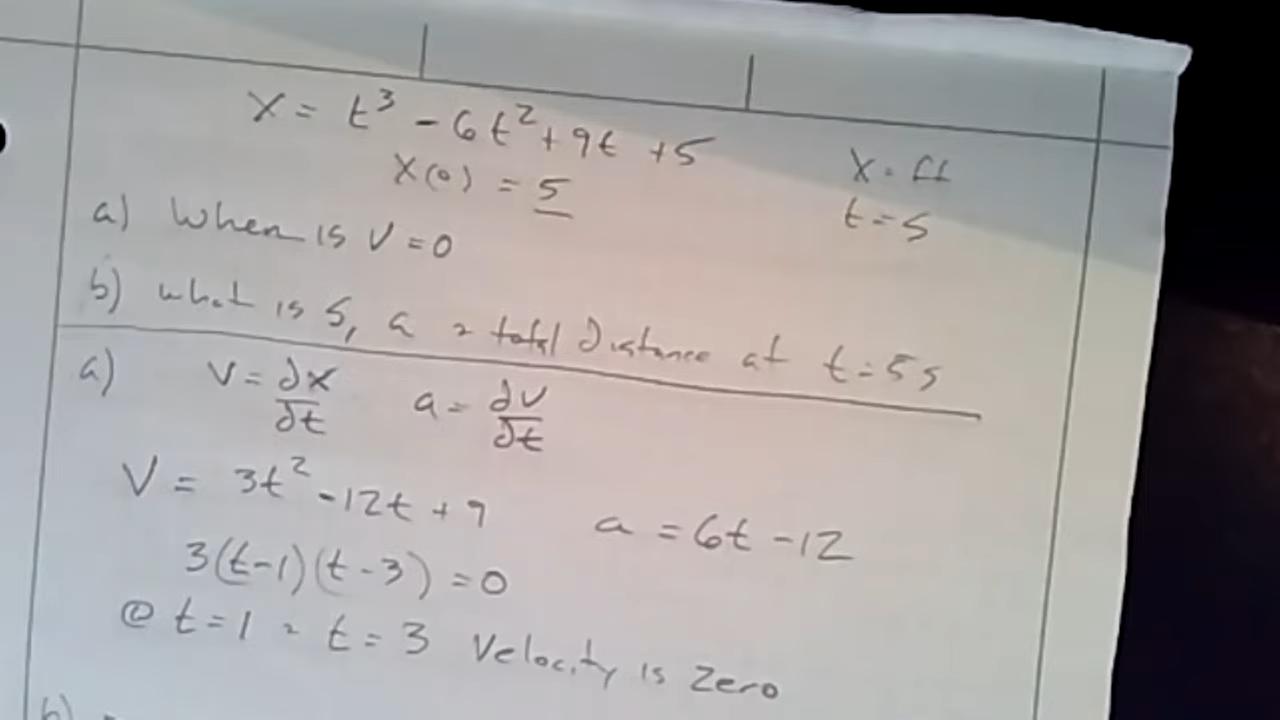 x = t³ - 6t² + 9t + 5
x = ft
x(0) = 5
t = s
a) When is V = 0
b) what is s, a & total Distance at t = 5 s
a) V = ∂x/∂t a = ∂v/∂t
V = 3t² - 12t + 9 a = 6t - 12
3(t-1)(t-3) = 0
@ t = 1 & t = 3 Velocity is Zero
b)